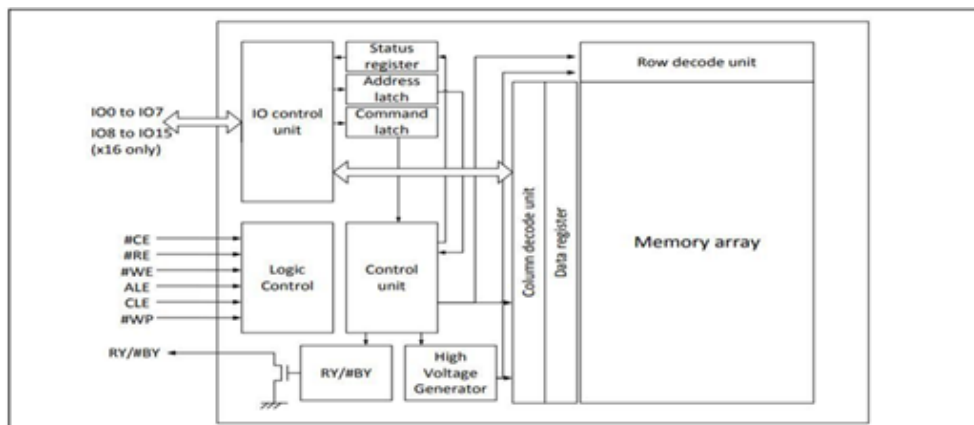 Status
register
Address
latch
Command
latch
IO control
unit
IO0 to IO7
IO8 to IO15
(x16 only)
#CE
#RE
#WE
ALE
CLE
#WP
RY/#BY
Logic
Control
Control
unit
RY/#BY
High
Voltage
Generator
Column decode unit
Data register
Row decode unit
Memory array